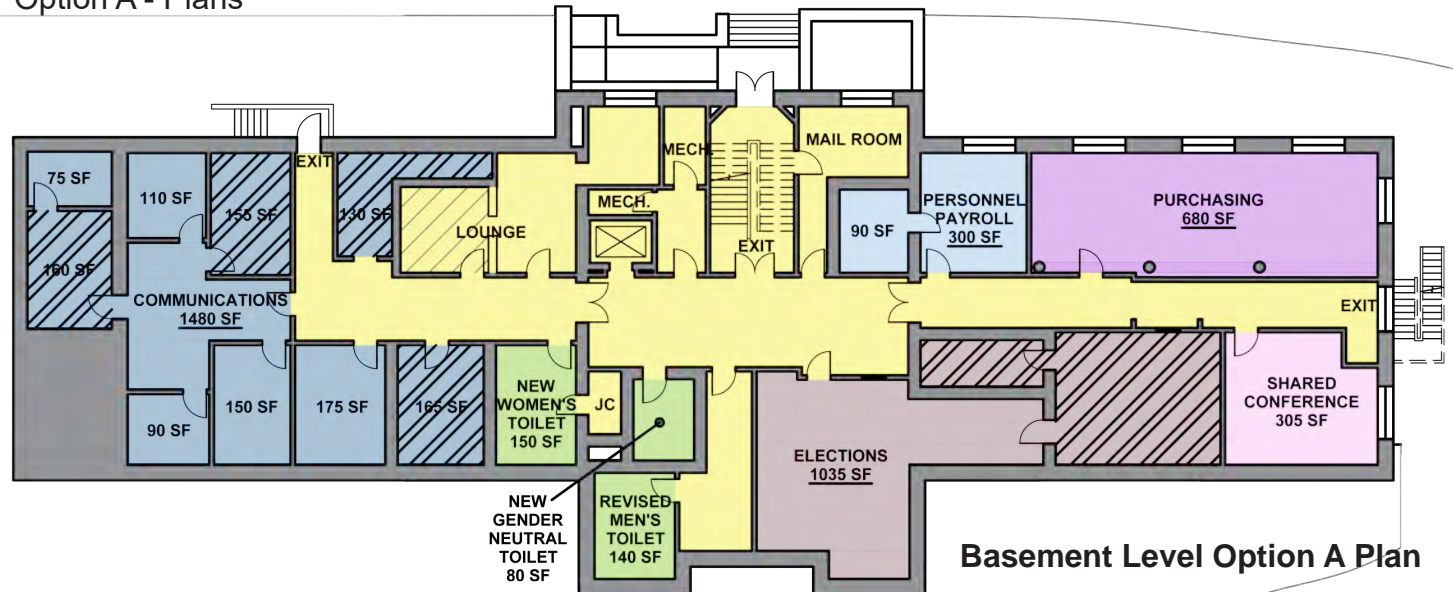 Option A - Plans
EXIT
MECH.
MAIL ROOM
75 SF
110 SF
155 SF
130 SF
MECH.
LOUNGE
EXIT
90 SF
PERSONNEL
PAYROLL
300 SF
PURCHASING
680 SF
160 SF
COMMUNICATIONS
1480 SF
EXIT
90 SF
150 SF
175 SF
165 SF
NEW
WOMEN'S
TOILET
150 SF
JC
SHARED
CONFERENCE
305 SF
ELECTIONS
1035 SF
NEW
GENDER
NEUTRAL
TOILET
80 SF
REVISED
MEN'S
TOILET
140 SF
Basement Level Option A Plan